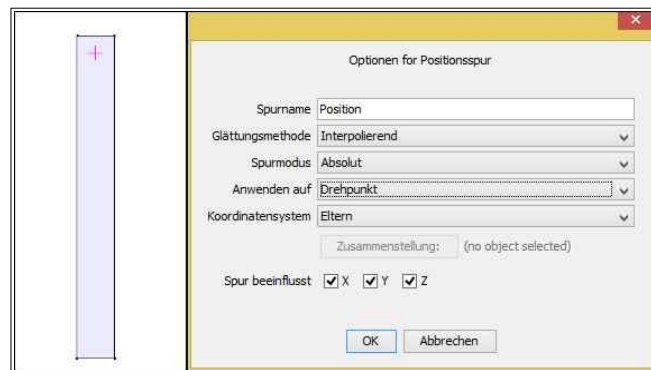 Optionen for Positionsspur
Spurname Position
Glättungsmethode Interpolierend
Spurmodus Absolut
Anwenden auf Drehpunkt
Koordinatensystem Eltern
Zusammenstellung: (no object selected)
Spur beeinflusst X Y Z
OK Abbrechen